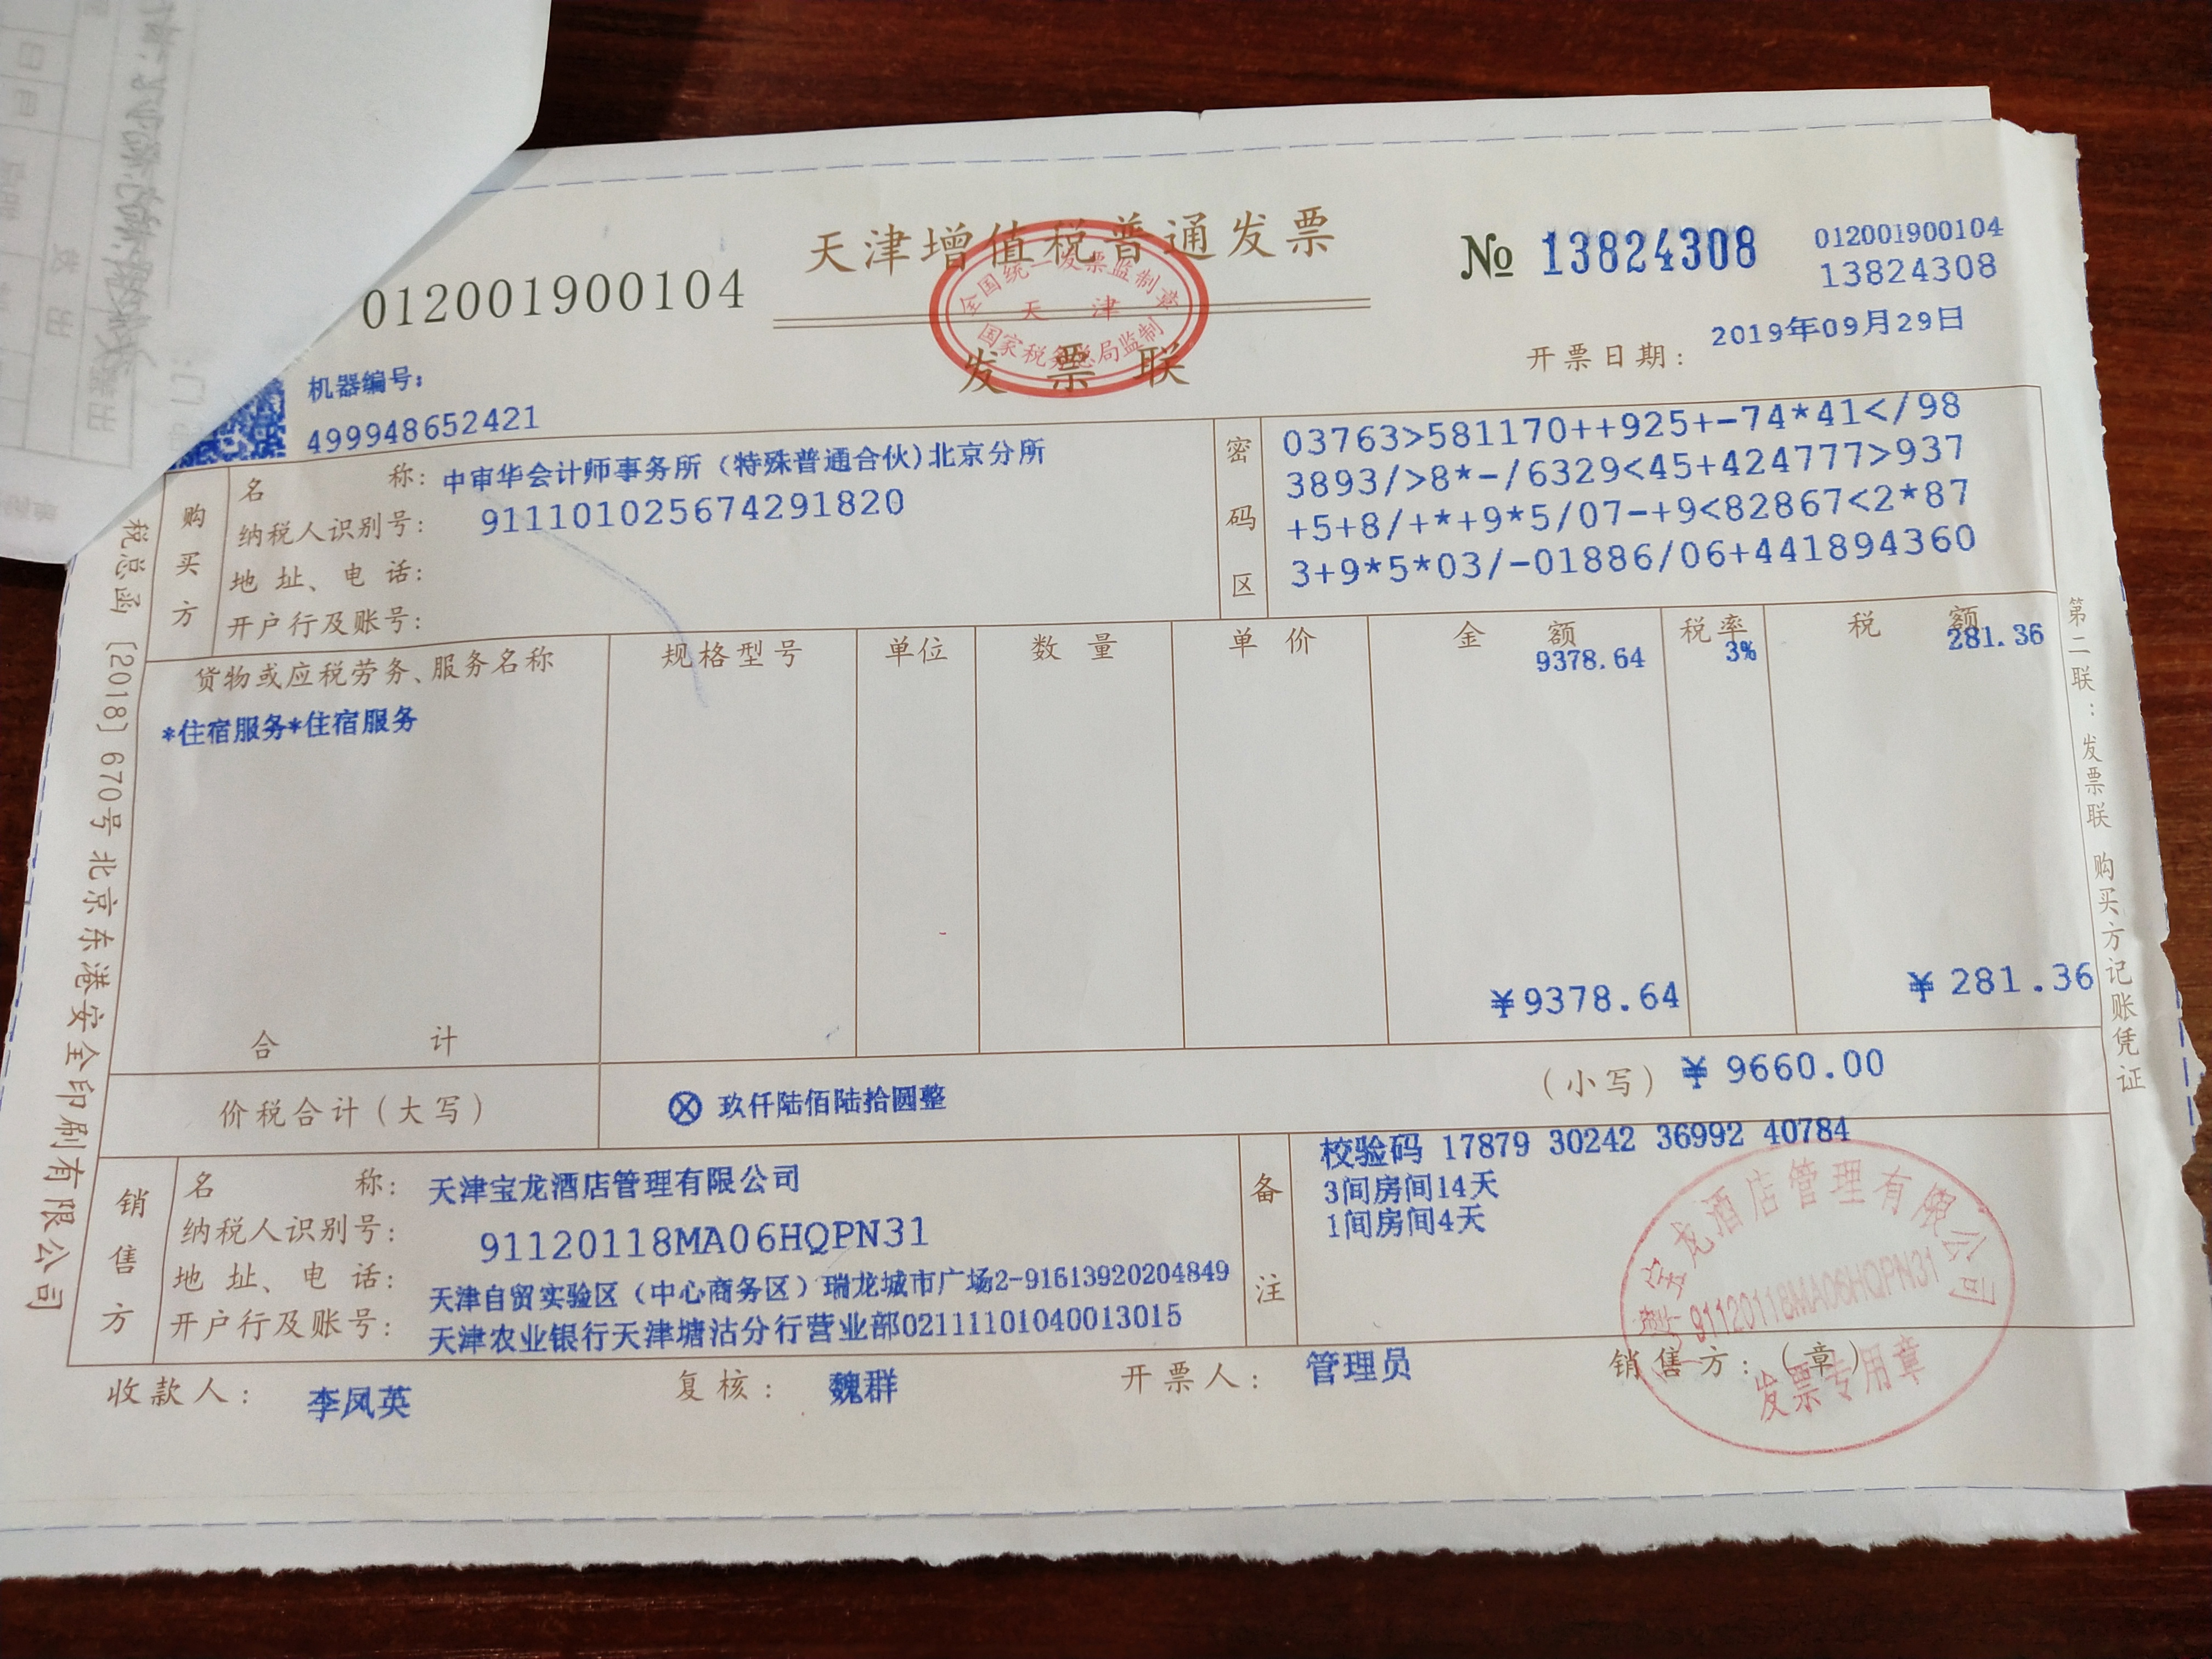 天津增值税普通发票
发票联
全国统一发票监制章
天津
国家税务总局监制
012001900104
№ 13824308
012001900104
13824308
开票日期: 2019年09月29日
机器编号:
499948652421
购买方
名称: 中审华会计师事务所(特殊普通合伙)北京分所
纳税人识别号: 911101025674291820
地址、电话:
开户行及账号:
密码区
03763>581170++925+-74*41</98
3893/>8*-/6329<45+424777>937
+5+8/+*+9*5/07-+9<82867<2*87
3+9*5*03/-01886/06+441894360
货物或应税劳务、服务名称 规格型号 单位 数量 单价 金额 税率 税额
*住宿服务*住宿服务 9378.64 3% 281.36
合计 ¥9378.64 ¥281.36
价税合计(大写) ⊗玖仟陆佰陆拾圆整 (小写) ¥9660.00
销售方
名称: 天津宝龙酒店管理有限公司
纳税人识别号: 91120118MA06HQPN31
地址、电话: 天津自贸实验区(中心商务区)瑞龙城市广场2-91613920204849
开户行及账号: 天津农业银行天津塘沽分行营业部02111101040013015
备注
校验码 17879 30242 36992 40784
3间房间14天
1间房间4天
收款人: 李凤英 复核: 魏群 开票人: 管理员 销售方:(章)
天津宝龙酒店管理有限公司
91120118MA06HQPN31
发票专用章
税总函〔2018〕670号北京东港安全印刷有限公司
第二联:发票联 购买方记账凭证